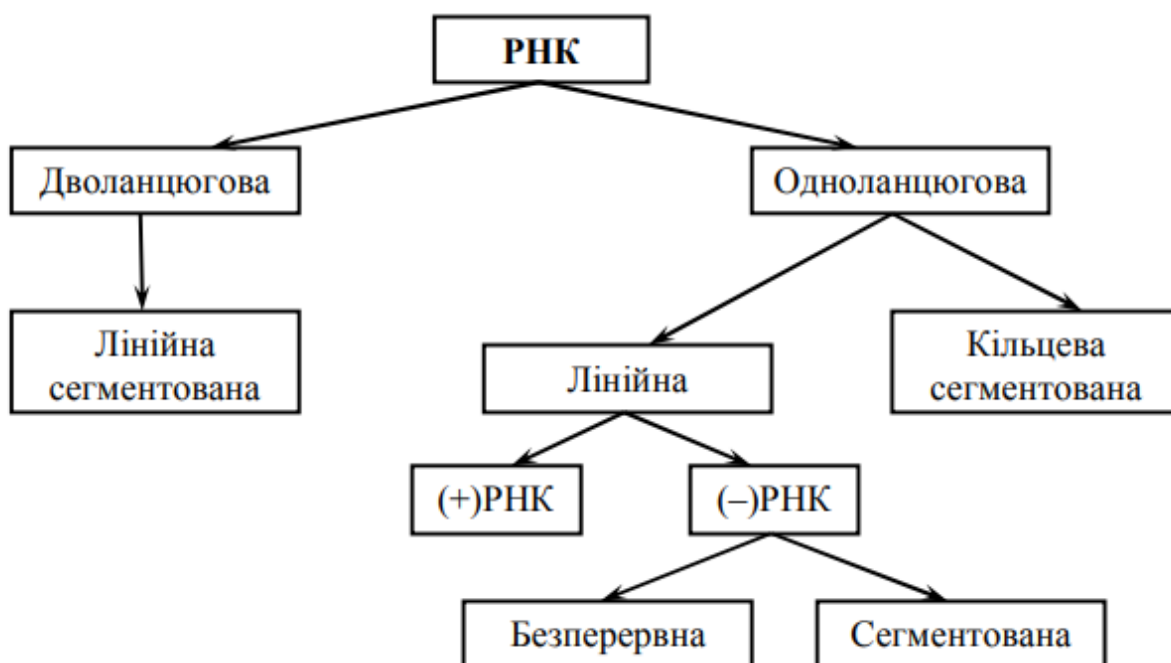 РНК
Дволанцюгова
Одноланцюгова
Лінійна
сегментована
Лінійна
Кільцева
сегментована
(+)РНК
(–)РНК
Безперервна
Сегментована